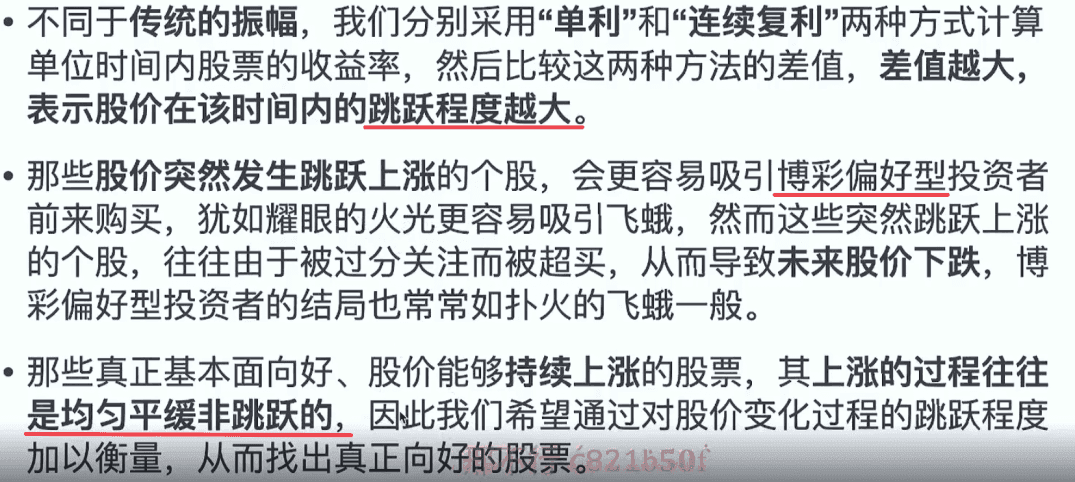 • 不同于传统的振幅，我们分别采用“单利”和“连续复利”两种方式计算
单位时间内股票的收益率，然后比较这两种方法的差值，差值越大，
表示股价在该时间内的跳跃程度越大。
• 那些股价突然发生跳跃上涨的个股，会更容易吸引博彩偏好型投资者
前来购买，犹如耀眼的火光更容易吸引飞蛾，然而这些突然跳跃上涨
的个股，往往由于被过分关注而被超买，从而导致未来股价下跌，博
彩偏好型投资者的结局也常常如扑火的飞蛾一般。
• 那些真正基本面向好、股价能够持续上涨的股票，其上涨的过程往往
是均匀平缓非跳跃的，因此我们希望通过对股价变化过程的跳跃程度
加以衡量，从而找出真正向好的股票。